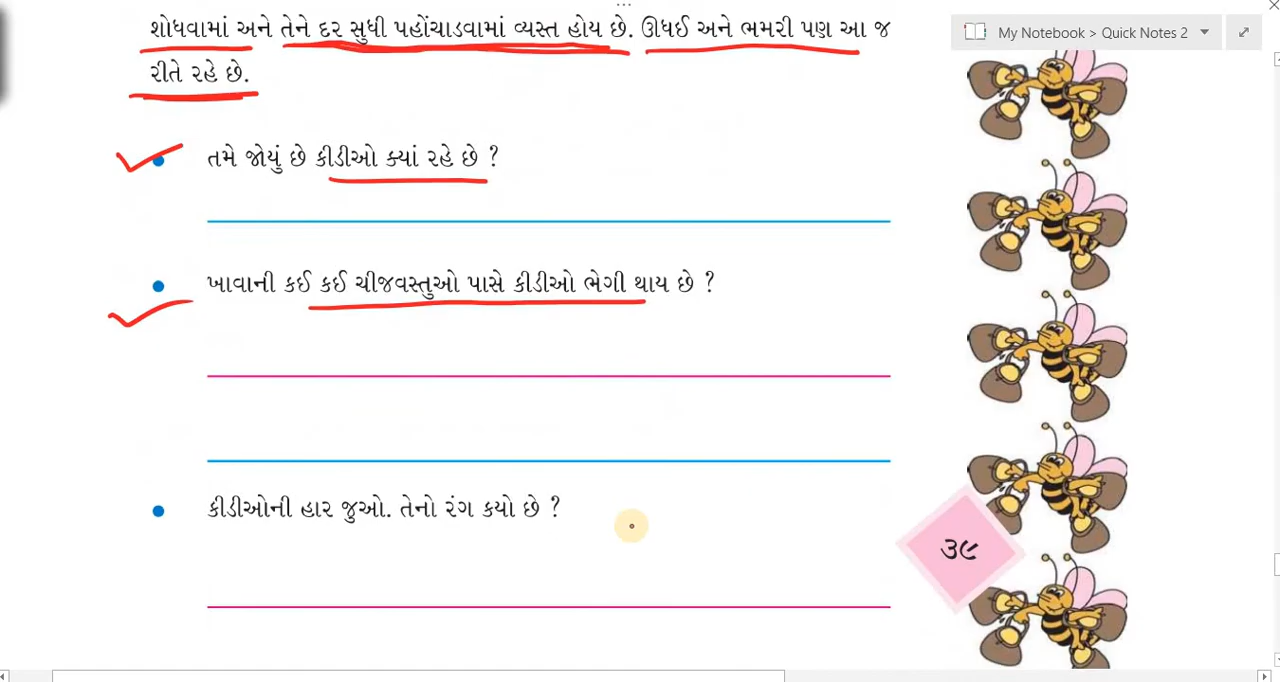 શોધવામાં અને તેને દર સુધી પહોંચાડવામાં વ્યસ્ત હોય છે. ઊધઈ અને ભમરી પણ આ જ
રીતે રહે છે.
My Notebook > Quick Notes 2
તમે જોયું છે કીડીઓ ક્યાં રહે છે ?
ખાવાની કઈ કઈ ચીજવસ્તુઓ પાસે કીડીઓ ભેગી થાય છે ?
કીડીઓની હાર જુઓ. તેનો રંગ કયો છે ?
૩૯